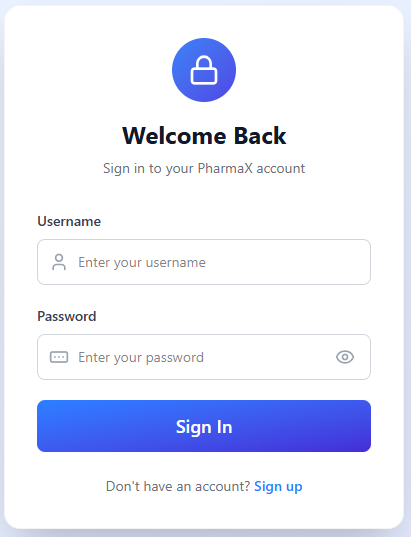 Welcome Back
Sign in to your PharmaX account
Username
Enter your username
Password
Enter your password
Sign In
Don't have an account? Sign up